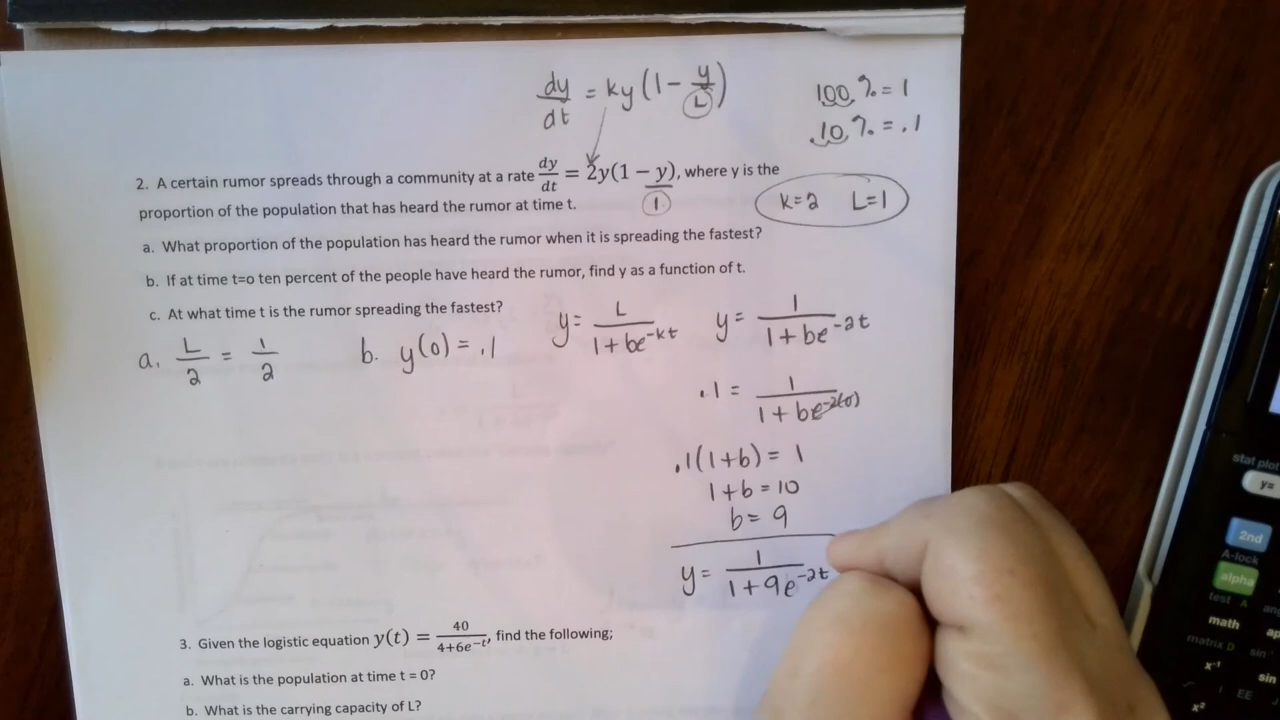 dy/dt = ky(1 - y/L)
100.% = 1
.10% = .1
2. A certain rumor spreads through a community at a rate dy/dt = 2y(1 − y), where y is the
1
proportion of the population that has heard the rumor at time t.
k=2 L=1
a. What proportion of the population has heard the rumor when it is spreading the fastest?
b. If at time t=o ten percent of the people have heard the rumor, find y as a function of t.
c. At what time t is the rumor spreading the fastest?
a. L/2 = 1/2
b. y(0) = .1
y = L/(1+be^-kt)
y = 1/(1+be^-2t)
.1 = 1/(1+be^-2(0))
.1(1+b) = 1
1+b = 10
b = 9
y = 1/(1+9e^-2t)
3. Given the logistic equation y(t) = 40/(4+6e^−t), find the following;
a. What is the population at time t = 0?
b. What is the carrying capacity of L?
stat plot
y=
2nd
A-lock
alpha
test A
math
matrix D
sin
x⁻¹
sin
EE
x²